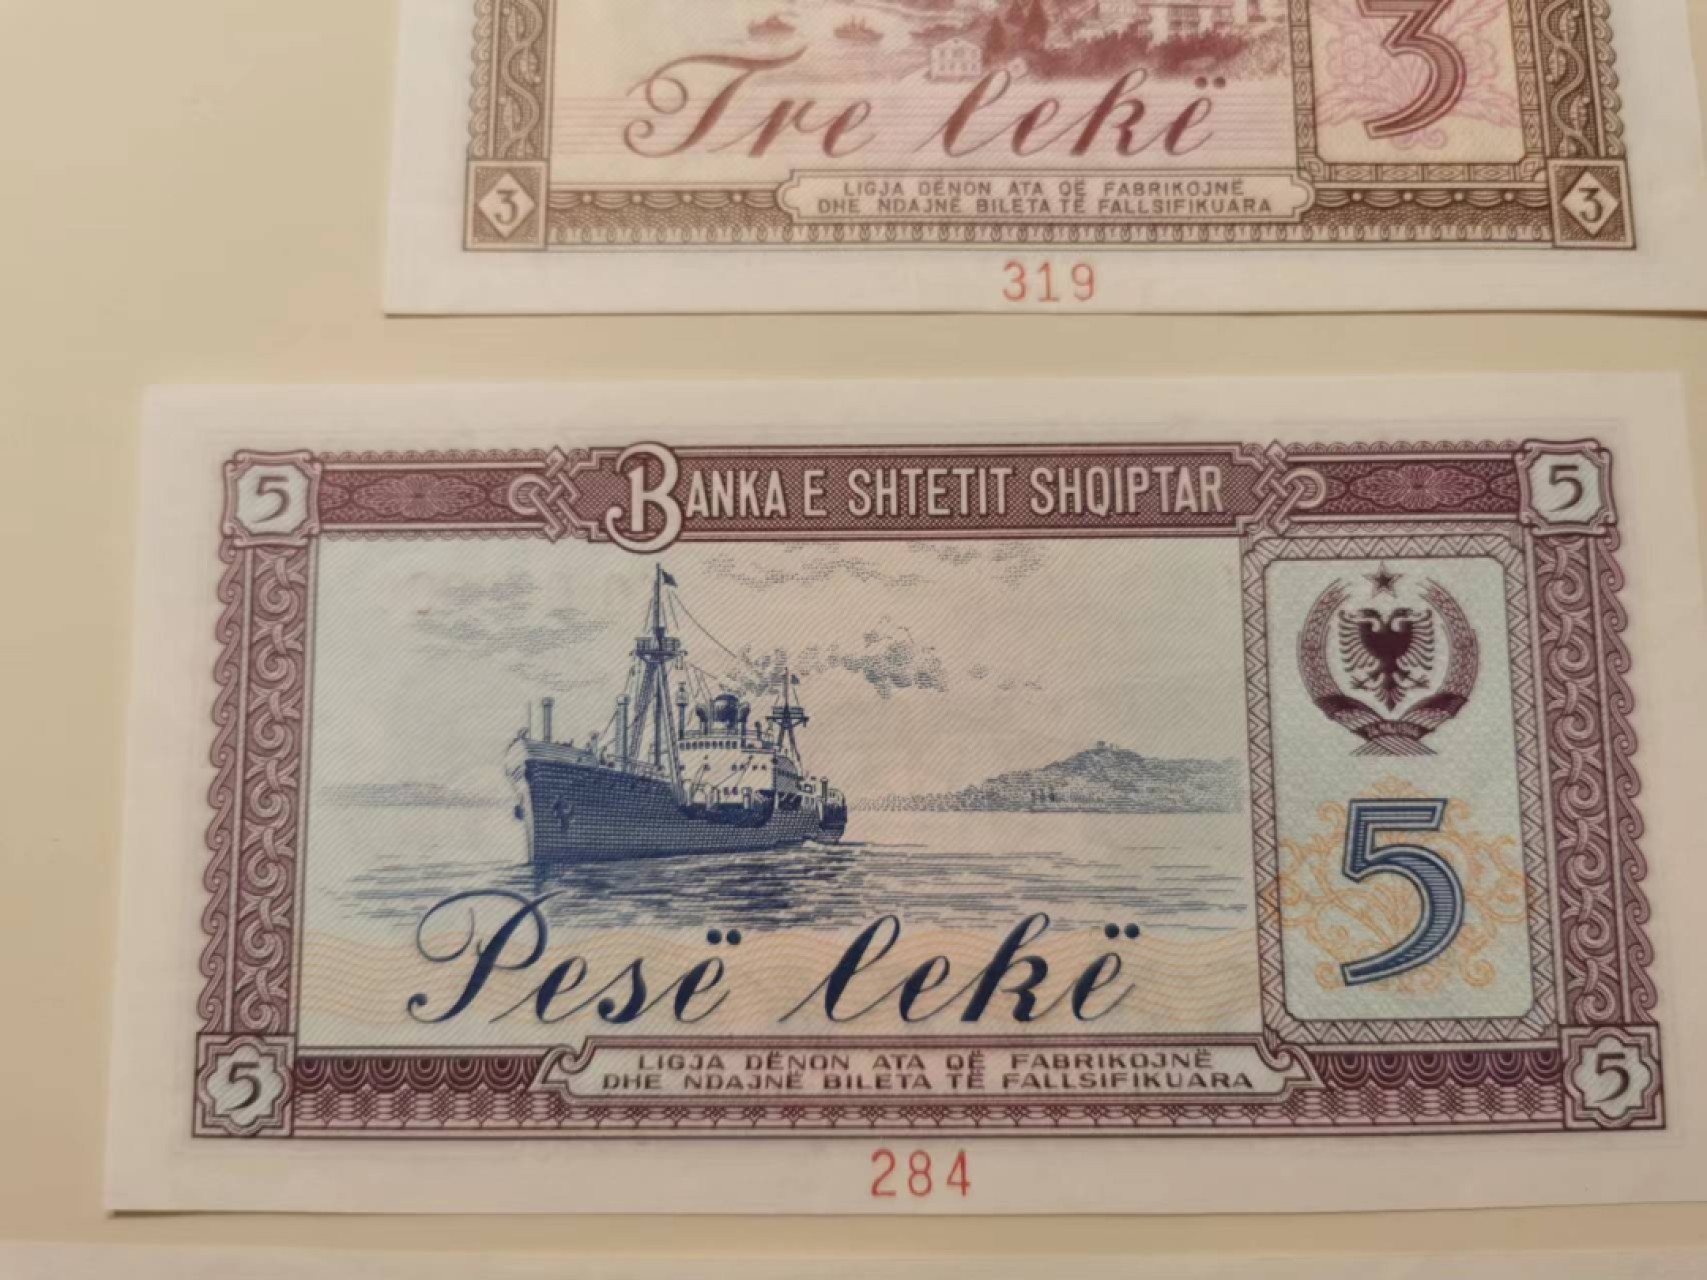 3
Tre lekë
3
LIGJA DËNON ATA QË FABRIKOJNË
DHE NDAJNË BILETA TË FALLSIFIKUARA
3
319
5
BANKA E SHTETIT SHQIPTAR
5
5
Pesë lekë
5
LIGJA DËNON ATA QË FABRIKOJNË
DHE NDAJNË BILETA TË FALLSIFIKUARA
5
284